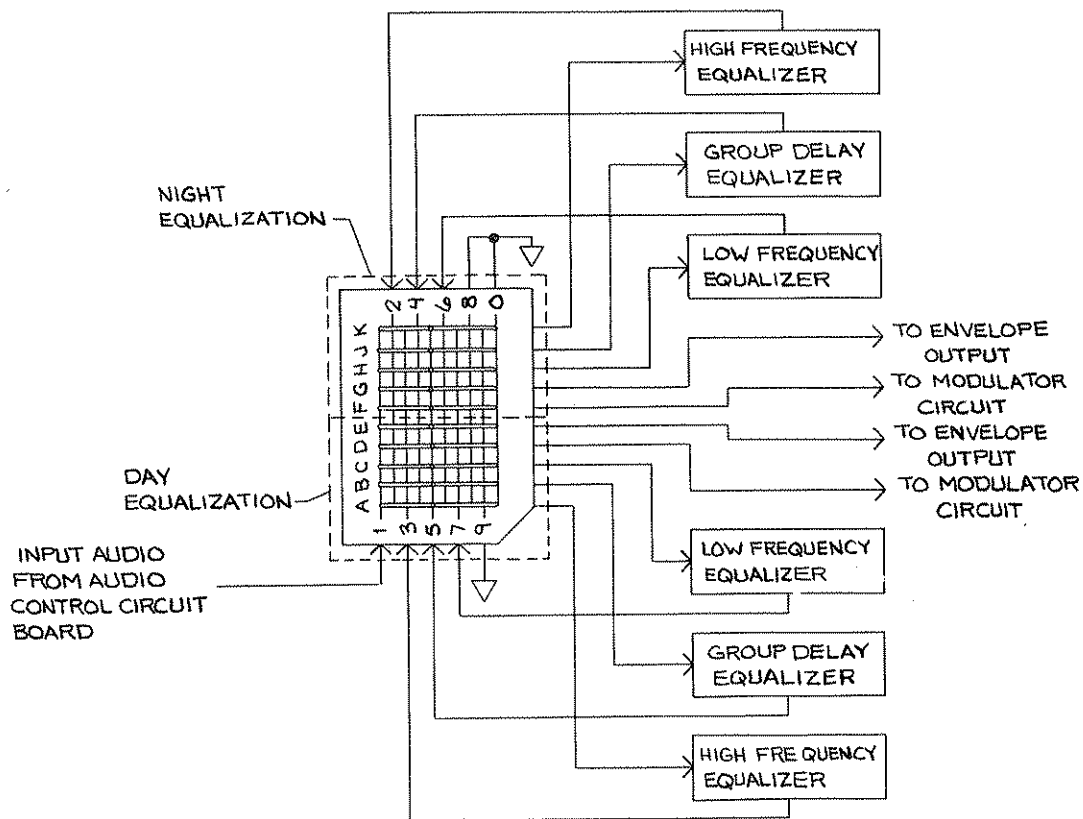 HIGH FREQUENCY
EQUALIZER
GROUP DELAY
EQUALIZER
NIGHT
EQUALIZATION
LOW FREQUENCY
EQUALIZER
2 4 6 8 0
K
J
H
G
F
E
D
C
B
A
1 3 5 7 9
TO ENVELOPE
OUTPUT
TO MODULATOR
CIRCUIT
TO ENVELOPE
OUTPUT
TO MODULATOR
CIRCUIT
DAY
EQUALIZATION
INPUT AUDIO
FROM AUDIO
CONTROL CIRCUIT
BOARD
LOW FREQUENCY
EQUALIZER
GROUP DELAY
EQUALIZER
HIGH FREQUENCY
EQUALIZER